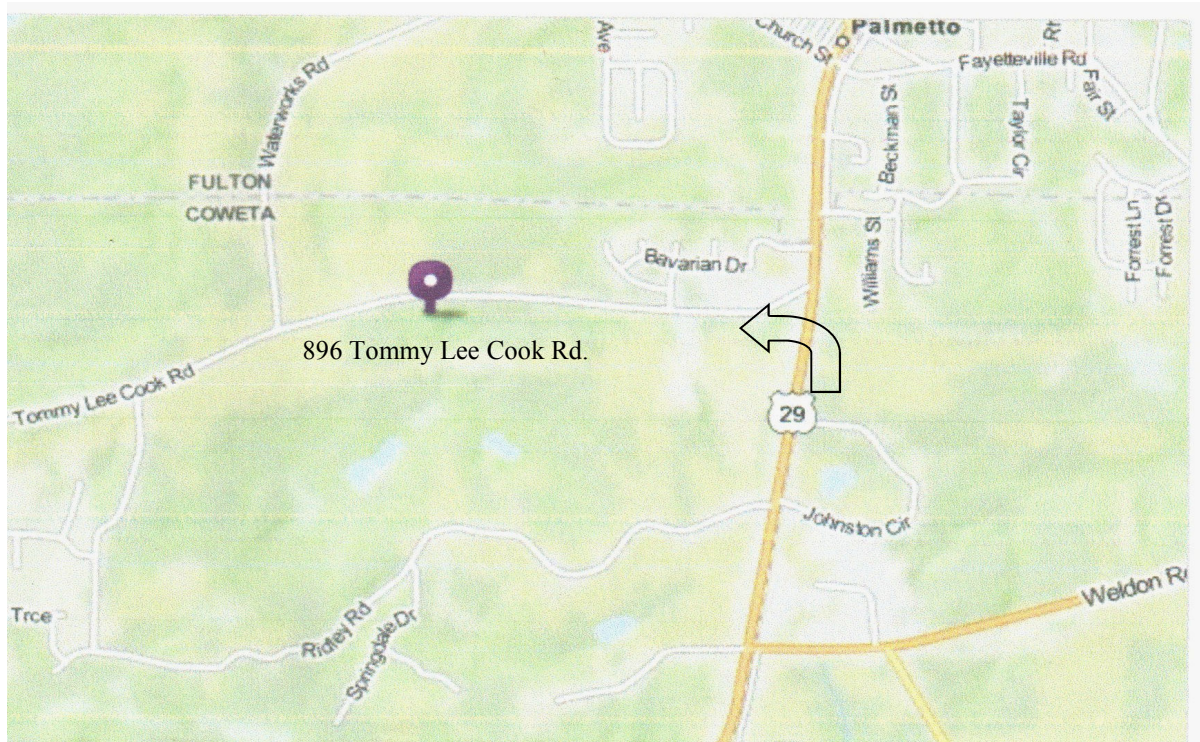 Palmetto
Church St
Ave
Fayetteville Rd
Fair St
Waterworks Rd
Beckman St
Taylor Cir
FULTON
COWETA
Bavarian Dr
Williams St
Forrest Ln
Forrest Dr
896 Tommy Lee Cook Rd.
Tommy Lee Cook Rd
29
Johnston Cir
Weldon R
Trce
Ridley Rd
Springdale Dr